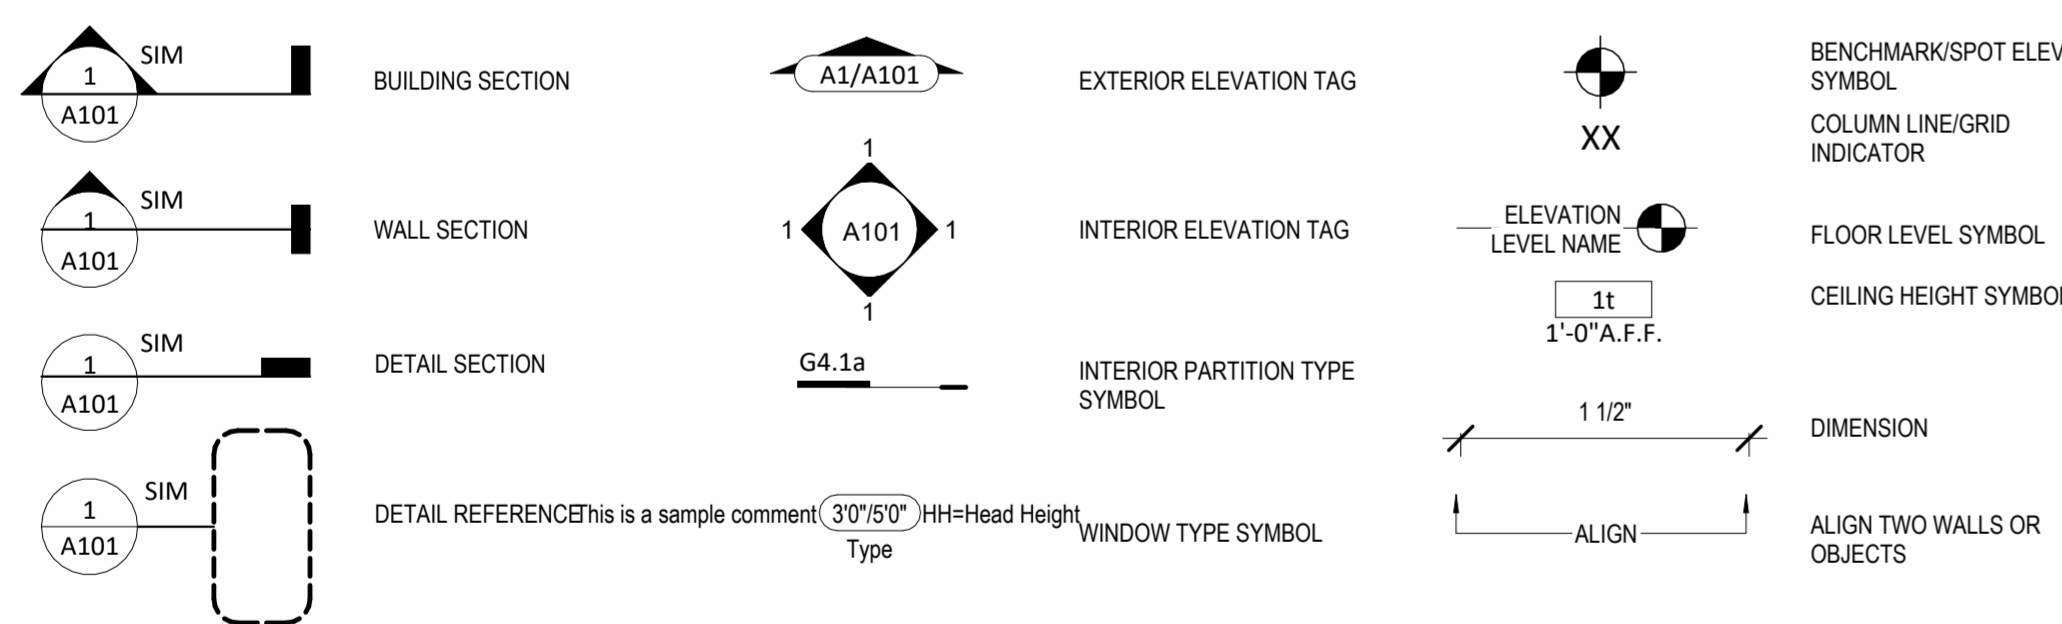 1
SIM
A101
BUILDING SECTION
A1/A101
EXTERIOR ELEVATION TAG
BENCHMARK/SPOT ELEV
SYMBOL
XX
COLUMN LINE/GRID
INDICATOR
1
SIM
A101
WALL SECTION
1
1
A101
1
1
INTERIOR ELEVATION TAG
ELEVATION
LEVEL NAME
FLOOR LEVEL SYMBOL
1t
1'-0"A.F.F.
CEILING HEIGHT SYMBOL
1
SIM
A101
DETAIL SECTION
G4.1a
INTERIOR PARTITION TYPE
SYMBOL
1 1/2"
DIMENSION
1
SIM
A101
DETAIL REFERENCE
This is a sample comment
3'0"/5'0"
HH=Head Height
Type
WINDOW TYPE SYMBOL
ALIGN
ALIGN TWO WALLS OR
OBJECTS